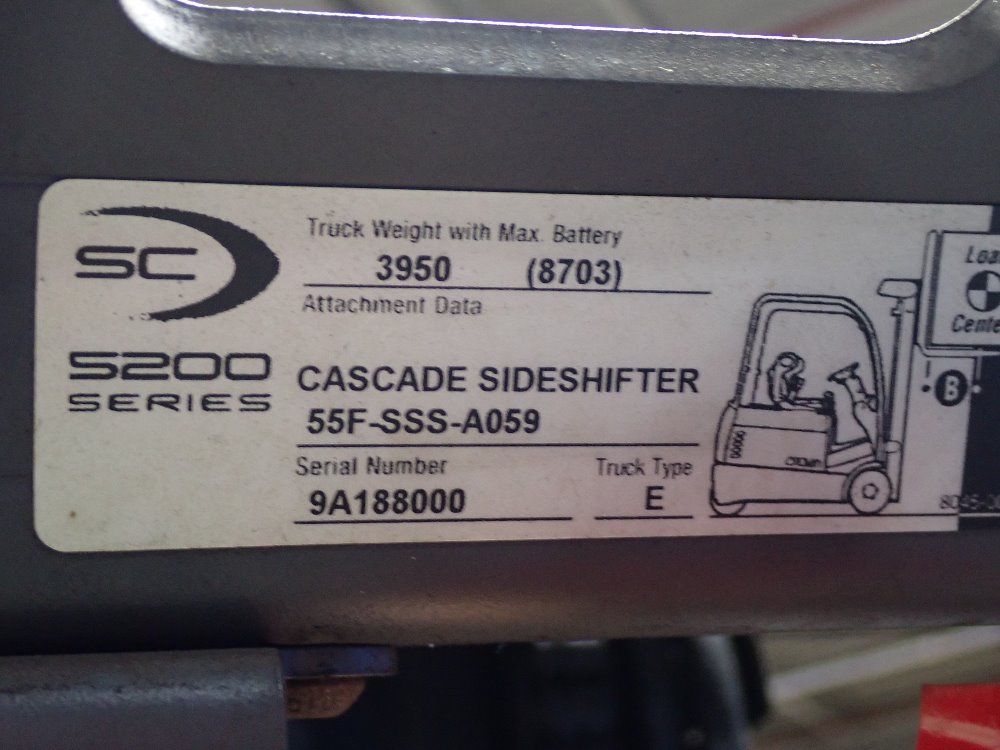 SC
5200
SERIES
Truck Weight with Max. Battery
3950 (8703)
Attachment Data
CASCADE SIDESHIFTER
55F-SSS-A059
Serial Number
9A188000
Truck Type
E
CROWN
B